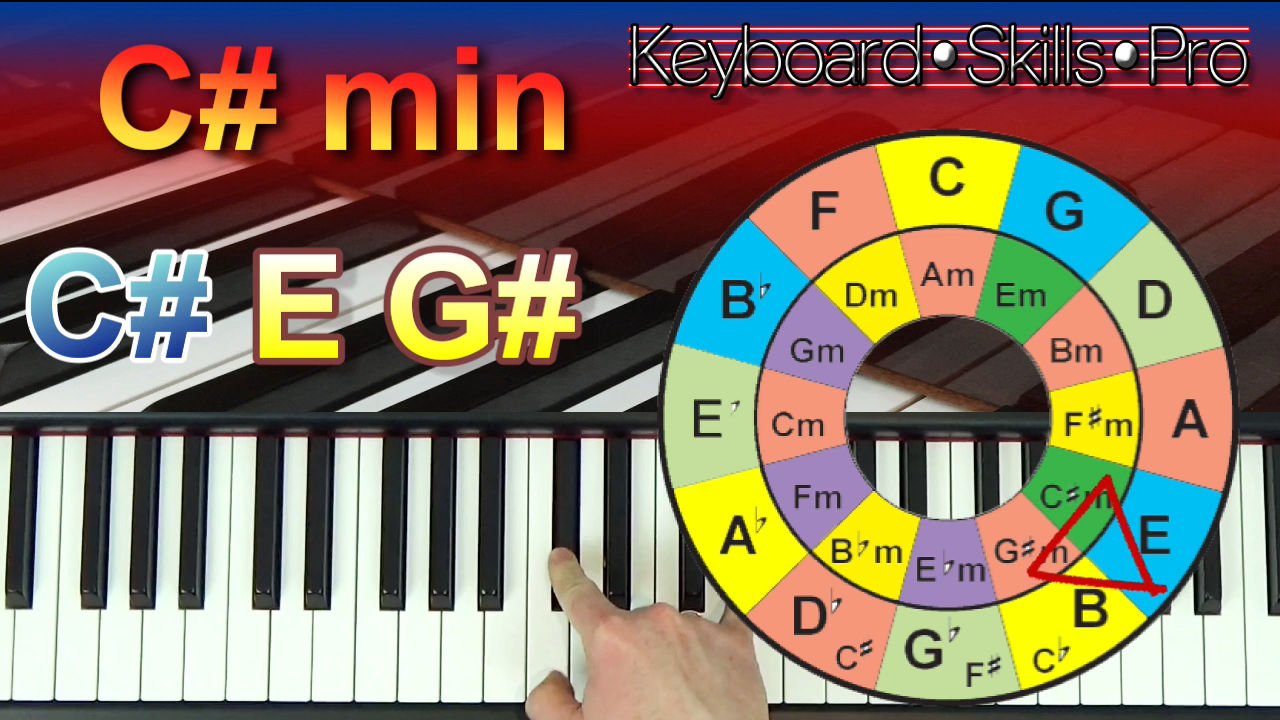 C# min
Keyboard•Skills•Pro
C# E G#
C
G
D
A
E
B
C♭
G♭
F♯
D♭
C♯
A♭
E♭
B♭
F
Am
Em
Bm
F♯m
C♯m
G♯m
E♭m
B♭m
Fm
Cm
Gm
Dm